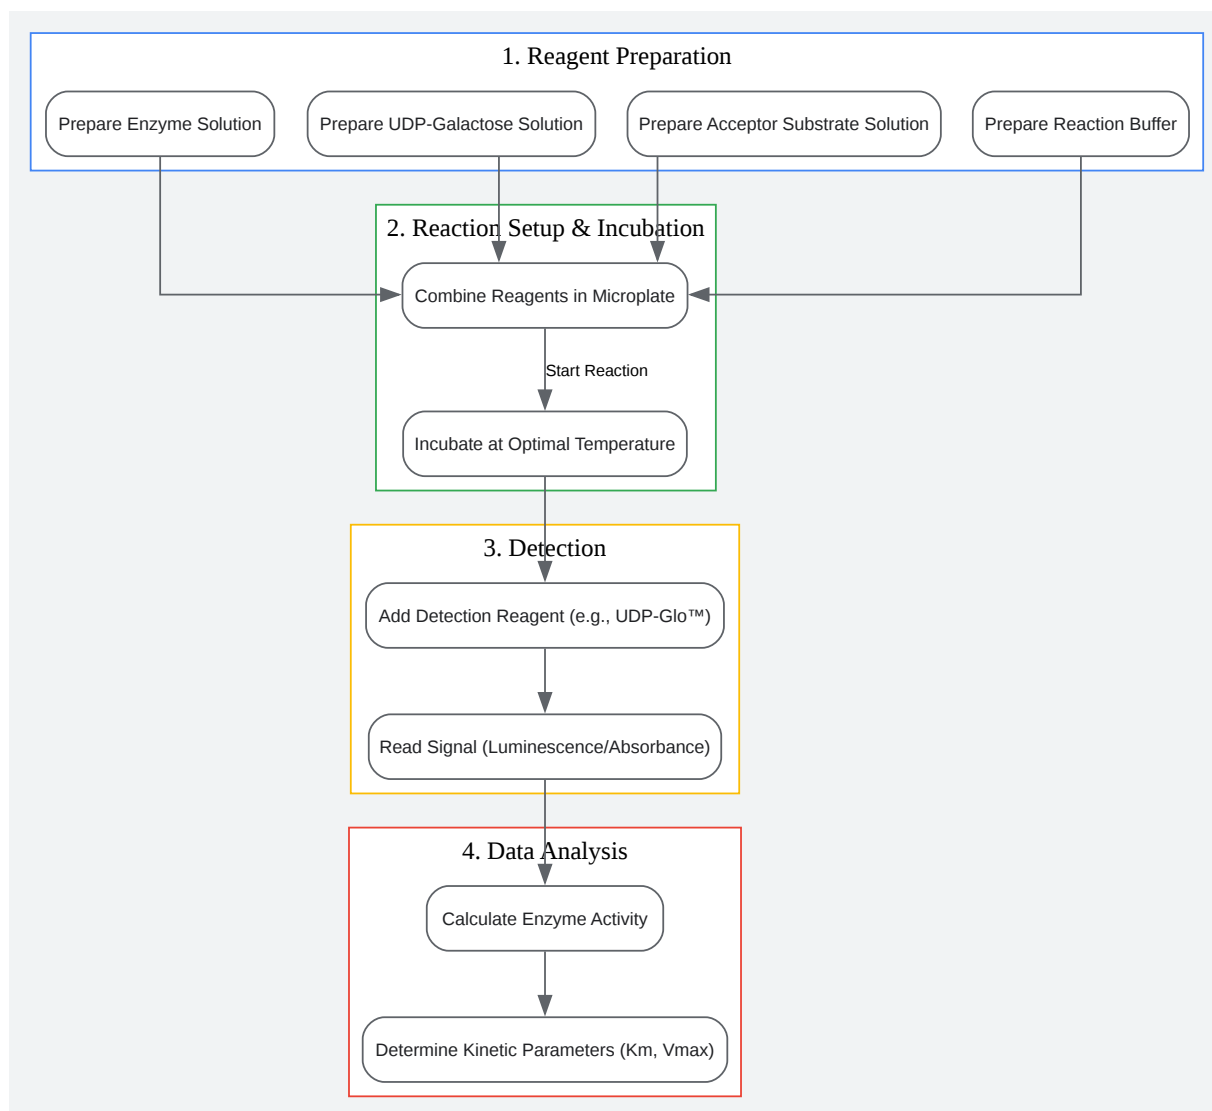 1. Reagent Preparation
Prepare Enzyme Solution
Prepare UDP-Galactose Solution
Prepare Acceptor Substrate Solution
Prepare Reaction Buffer
2. Reaction Setup & Incubation
Combine Reagents in Microplate
Start Reaction
Incubate at Optimal Temperature
3. Detection
Add Detection Reagent (e.g., UDP-Glo™)
Read Signal (Luminescence/Absorbance)
4. Data Analysis
Calculate Enzyme Activity
Determine Kinetic Parameters (Km, Vmax)